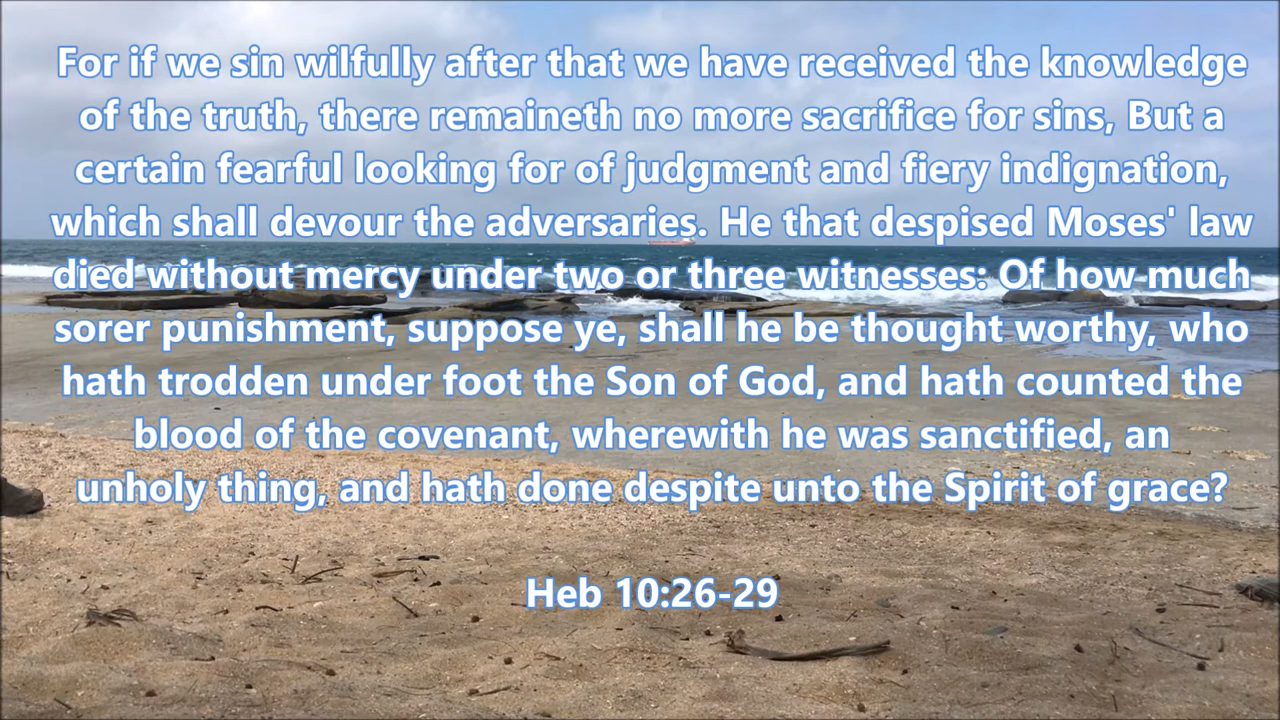 For if we sin wilfully after that we have received the knowledge
of the truth, there remaineth no more sacrifice for sins, But a
certain fearful looking for of judgment and fiery indignation,
which shall devour the adversaries. He that despised Moses' law
died without mercy under two or three witnesses: Of how much
sorer punishment, suppose ye, shall he be thought worthy, who
hath trodden under foot the Son of God, and hath counted the
blood of the covenant, wherewith he was sanctified, an
unholy thing, and hath done despite unto the Spirit of grace?
Heb 10:26-29